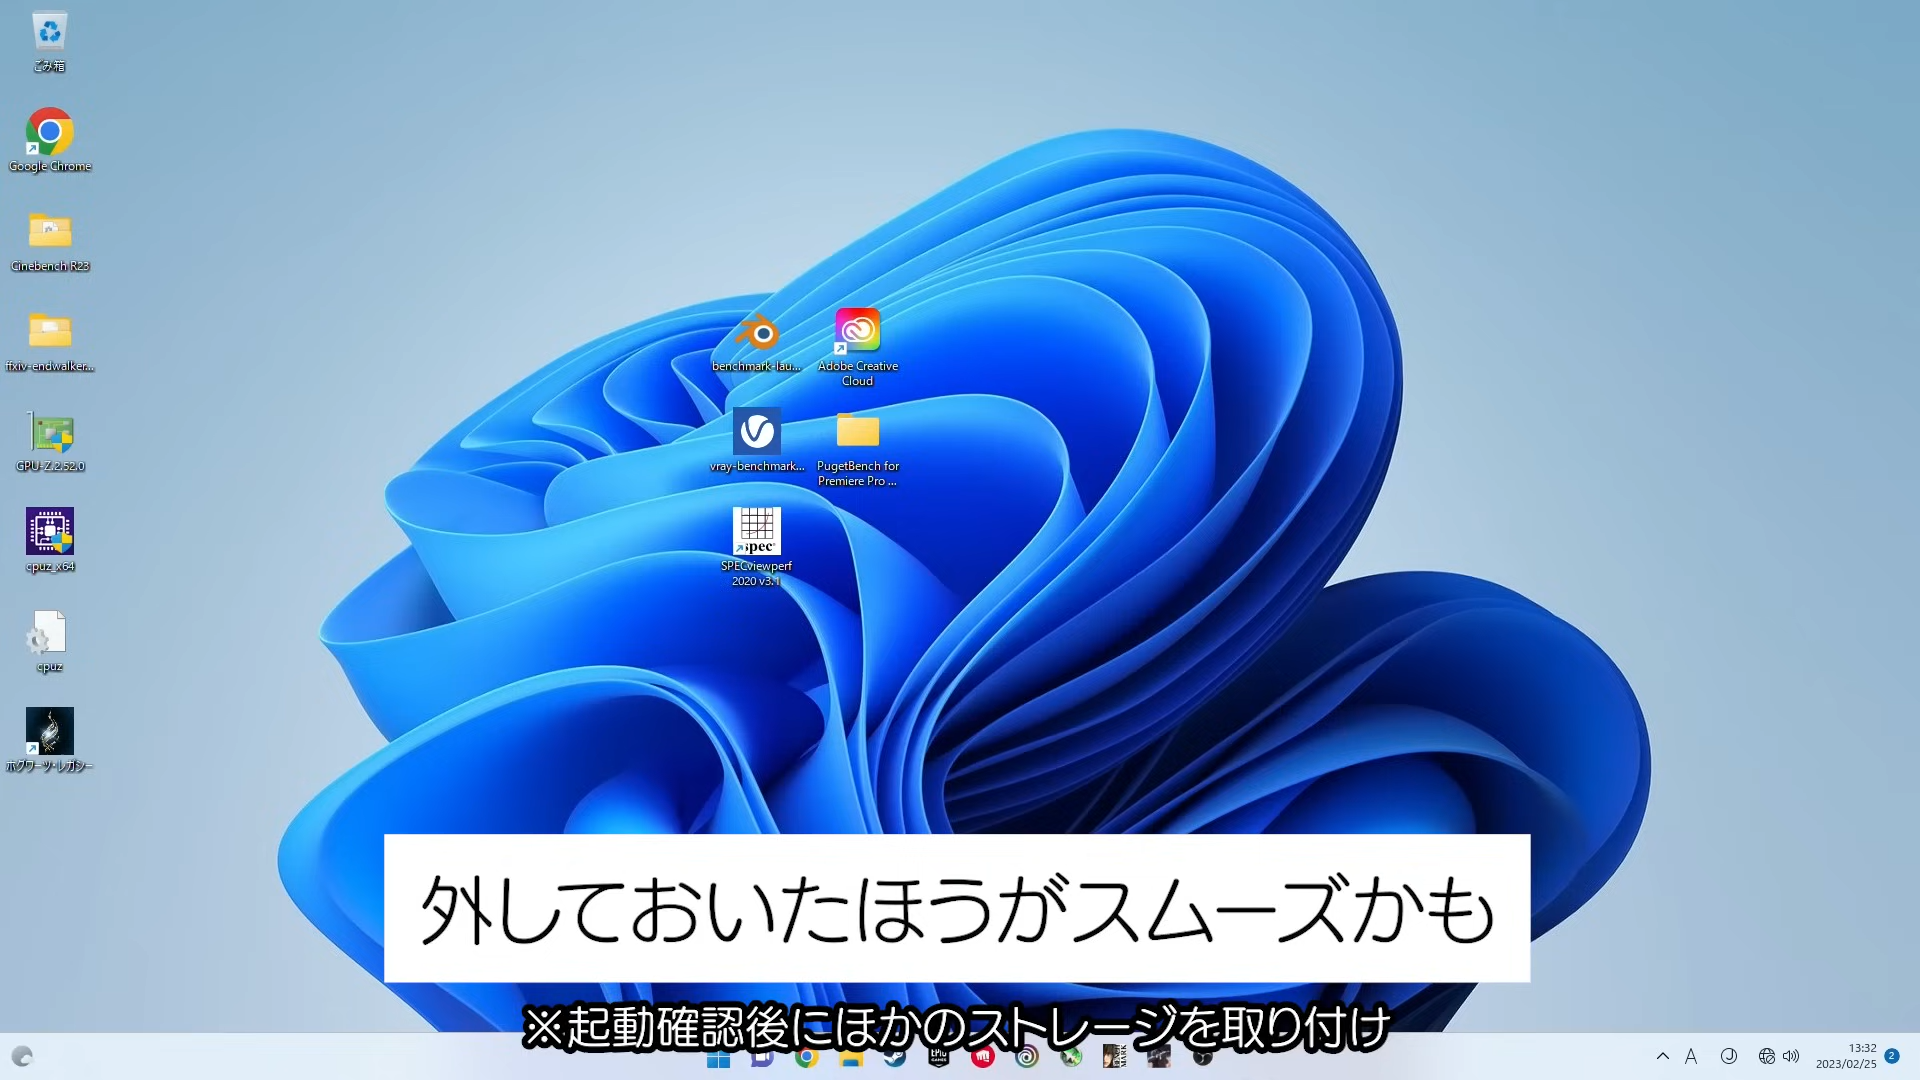 ごみ箱
Google Chrome
Cinebench R23
ffxiv-endwalker...
GPU-Z.2.52.0
cpuz_x64
cpuz
ホグワーツ・レガシー
benchmark-lau...
Adobe Creative
Cloud
vray-benchmark...
PugetBench for
Premiere Pro ...
spec
SPECviewperf
2020 v3.1
外しておいたほうがスムーズかも
※起動確認後にほかのストレージを取り付け
EPIC
GAMES
A
13:32
2023/02/25
2